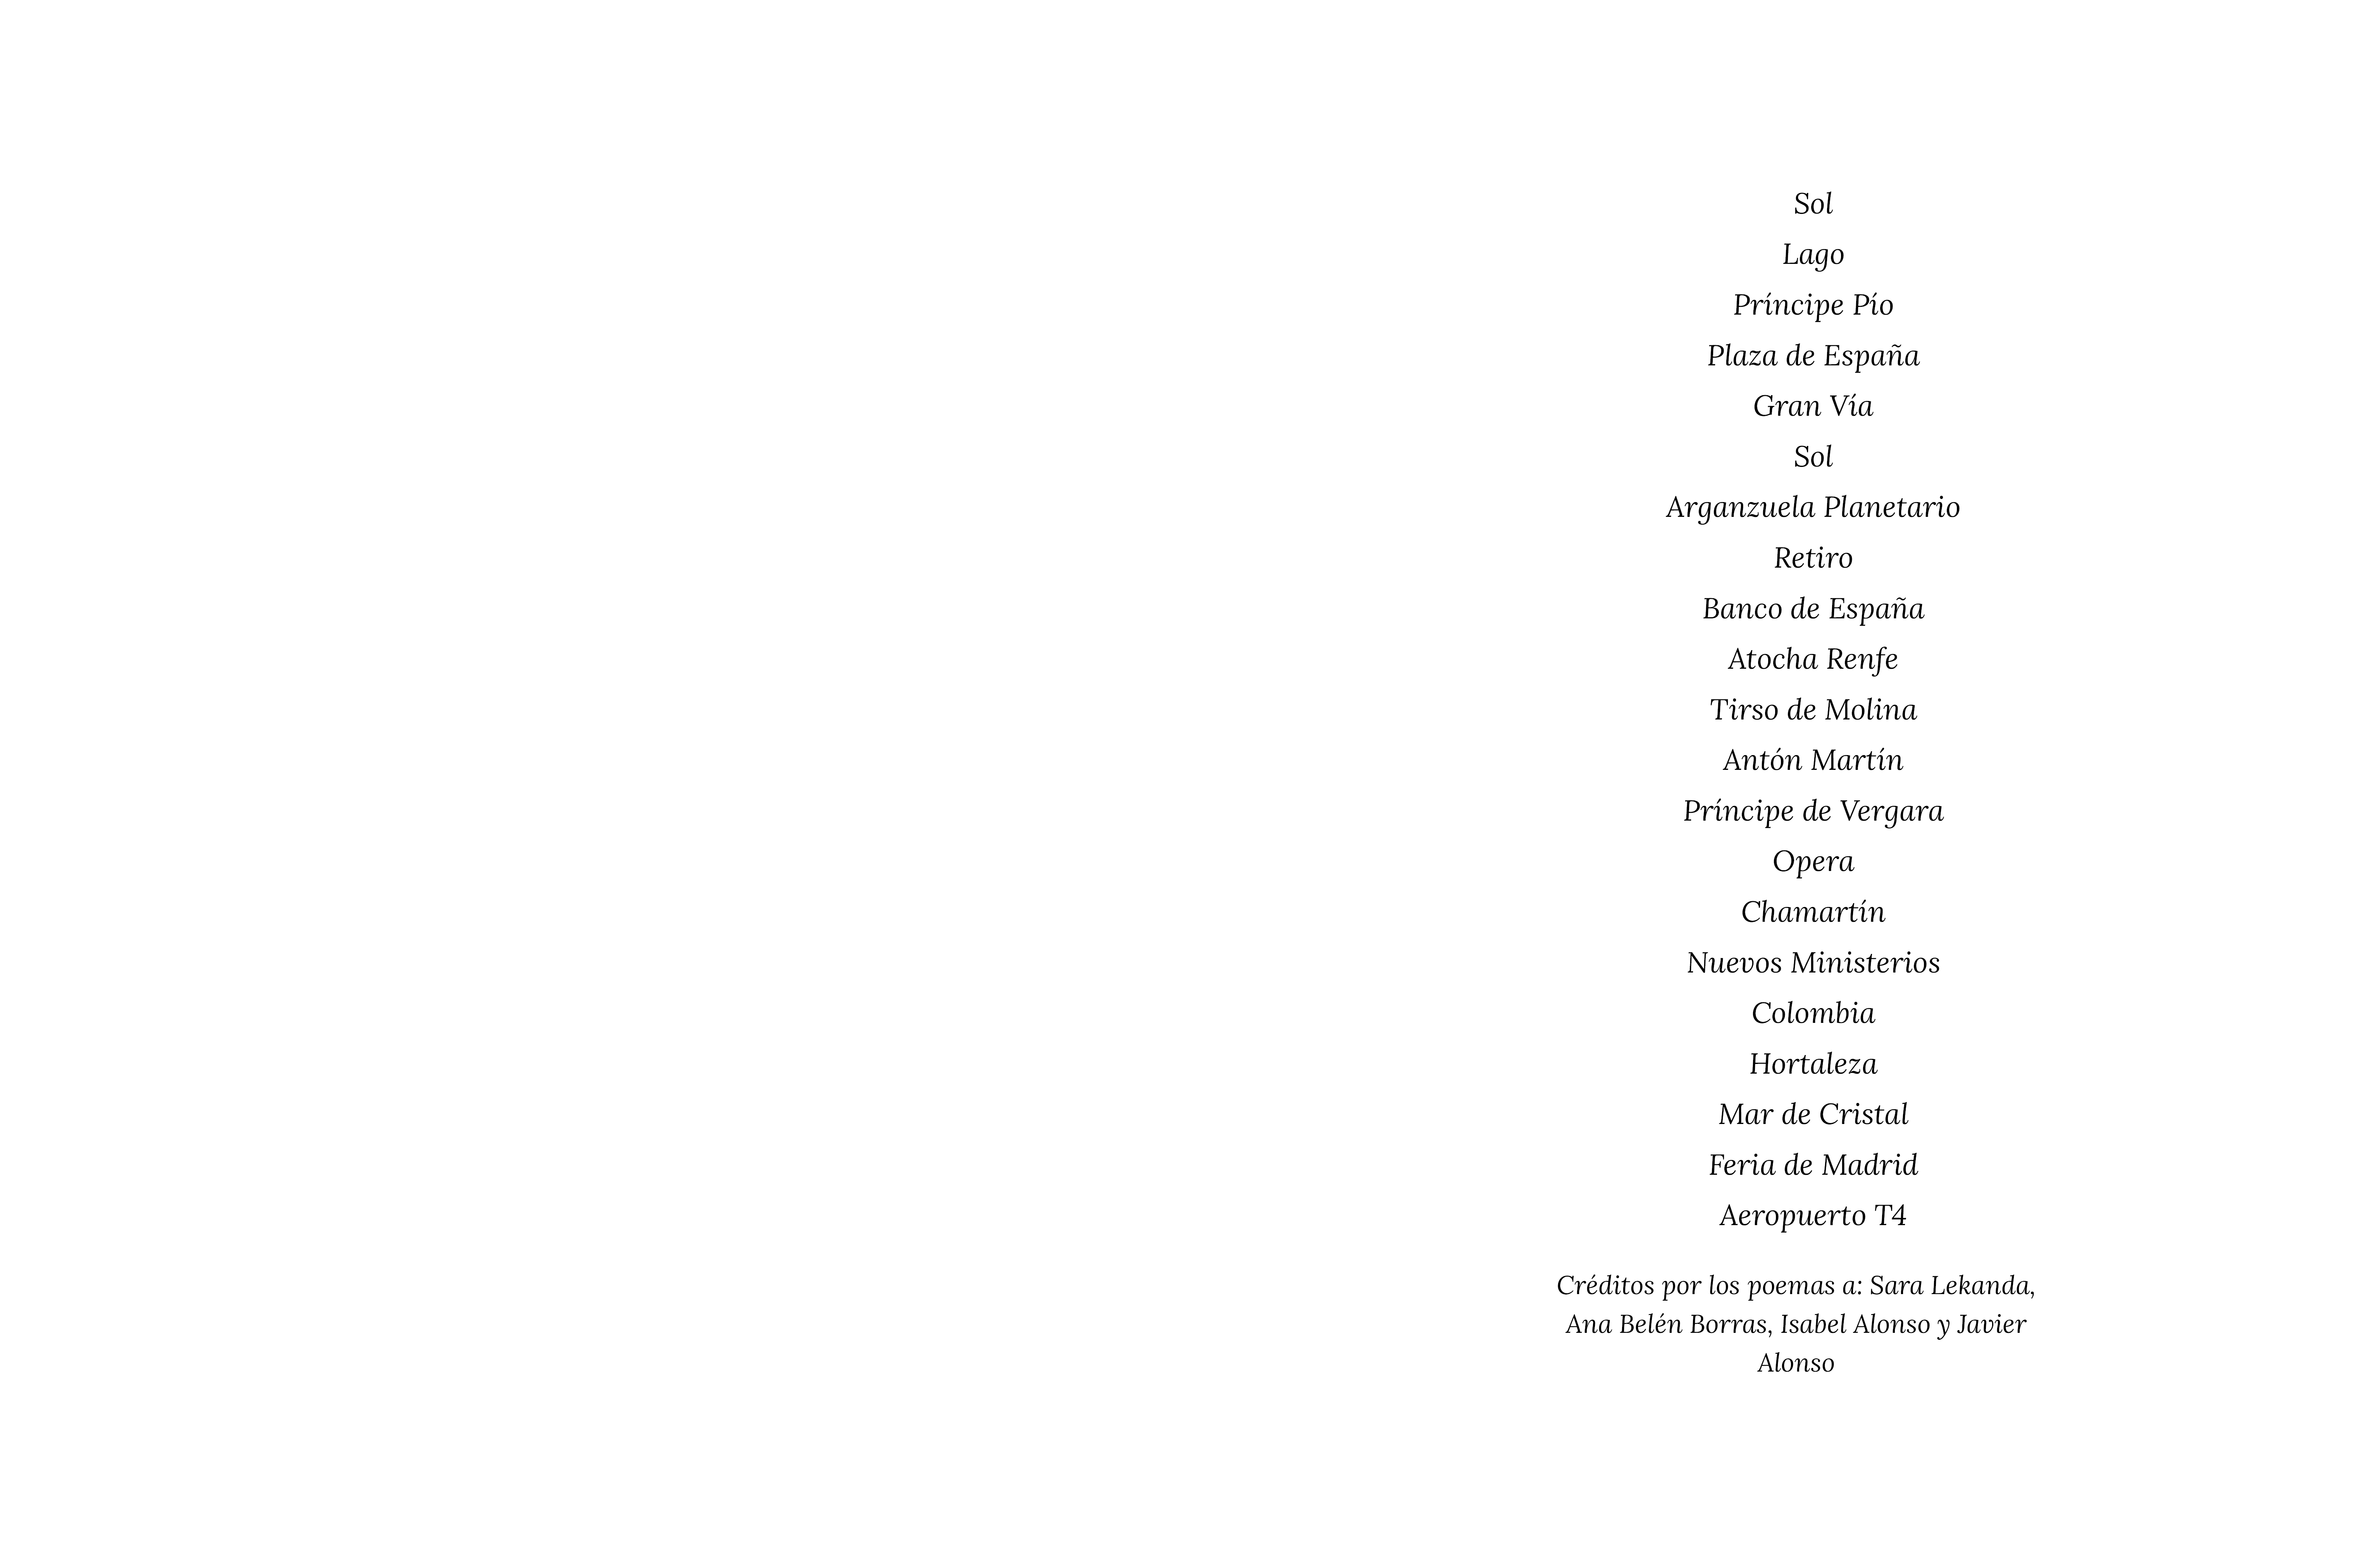 Sol
Lago
Príncipe Pío
Plaza de España
Gran Vía
Sol
Arganzuela Planetario
Retiro
Banco de España
Atocha Renfe
Tirso de Molina
Antón Martín
Príncipe de Vergara
Opera
Chamartín
Nuevos Ministerios
Colombia
Hortaleza
Mar de Cristal
Feria de Madrid
Aeropuerto T4
Créditos por los poemas a: Sara Lekanda,
Ana Belén Borras, Isabel Alonso y Javier
Alonso